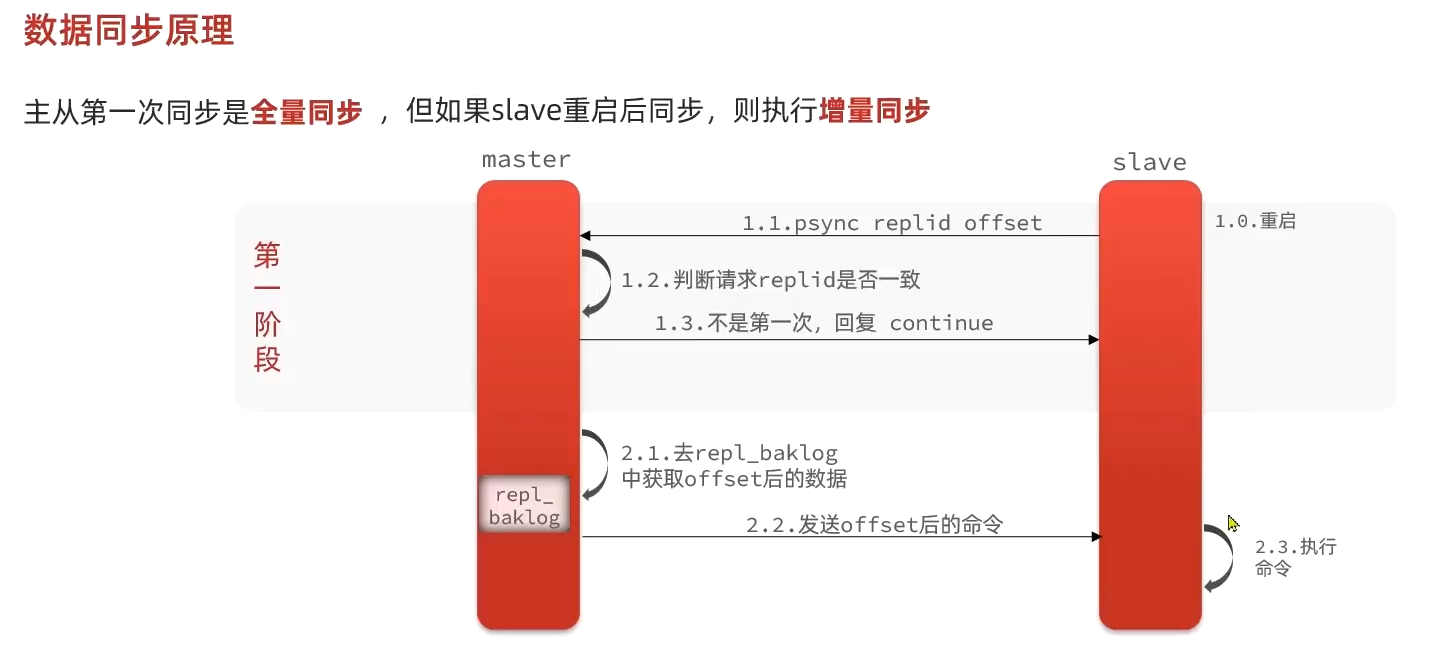 数据同步原理
主从第一次同步是全量同步 ，但如果slave重启后同步，则执行增量同步
master
slave
第一阶段
1.0.重启
1.1.psync replid offset
1.2.判断请求replid是否一致
1.3.不是第一次，回复 continue
2.1.去repl_baklog
中获取offset后的数据
repl_
baklog
2.2.发送offset后的命令
2.3.执行
命令